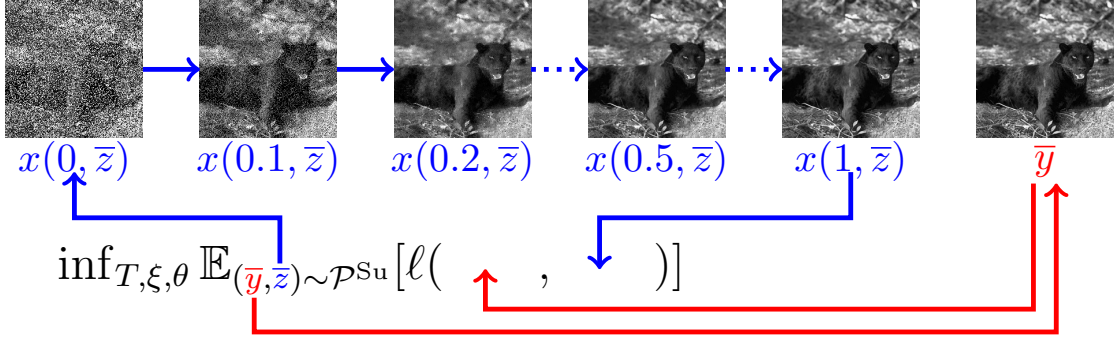 x(0, z̅) x(0.1, z̅) x(0.2, z̅) x(0.5, z̅) x(1, z̅) y̅
inf_{T,ξ,θ} 𝔼_{(y̅,z̅)∼𝒫^{Su}}[ℓ( , )]